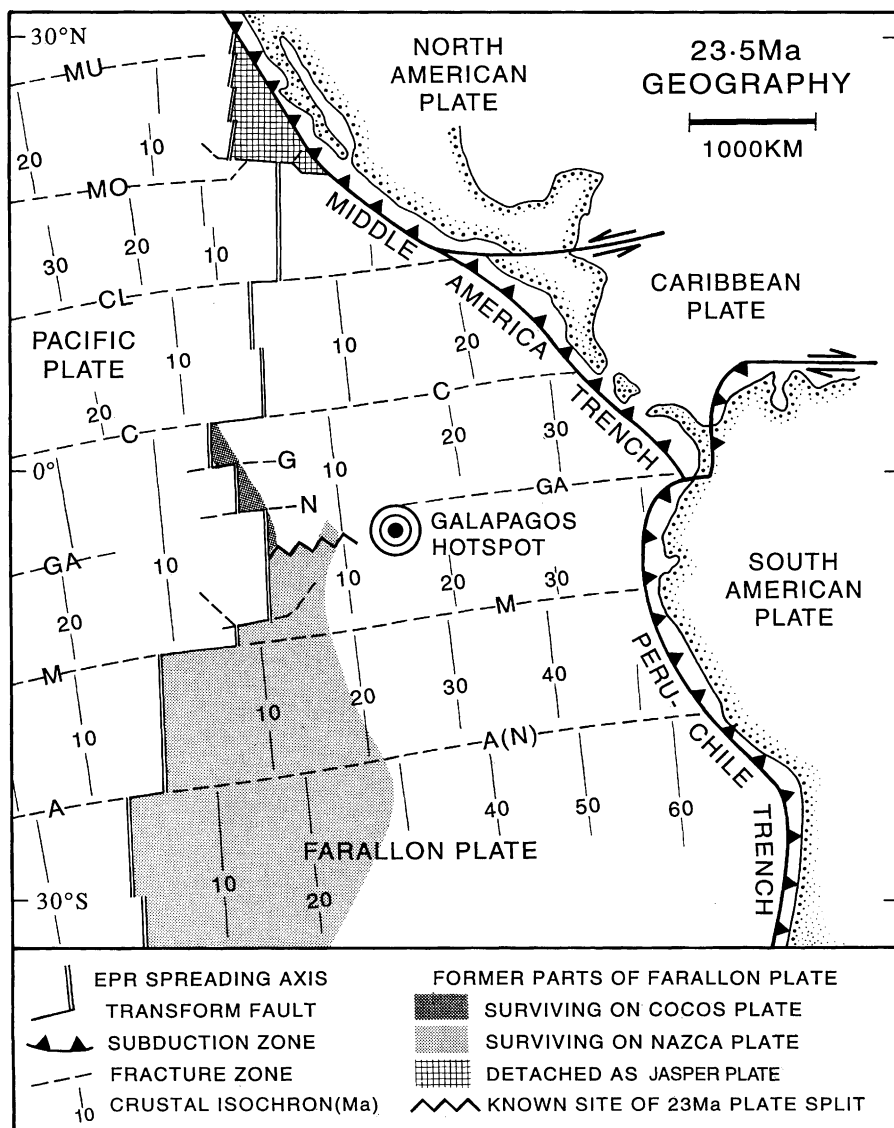 30°N
NORTH
AMERICAN
PLATE
23·5Ma
GEOGRAPHY
1000KM
MU
20
10
MO
30
20
10
CL
MIDDLE
AMERICA
TRENCH
CARIBBEAN
PLATE
PACIFIC
PLATE
10
10
20
20
C
C
20
30
0°
G
10
N
GA
GALAPAGOS
HOTSPOT
GA
10
10
20
30
20
M
SOUTH
AMERICAN
PLATE
M
10
10
20
30
40
PERU-
CHILE
TRENCH
A(N)
A
40
50
60
FARALLON PLATE
10
20
30°S
EPR SPREADING AXIS
TRANSFORM FAULT
SUBDUCTION ZONE
FRACTURE ZONE
10 CRUSTAL ISOCHRON(Ma)
FORMER PARTS OF FARALLON PLATE
SURVIVING ON COCOS PLATE
SURVIVING ON NAZCA PLATE
DETACHED AS JASPER PLATE
KNOWN SITE OF 23Ma PLATE SPLIT